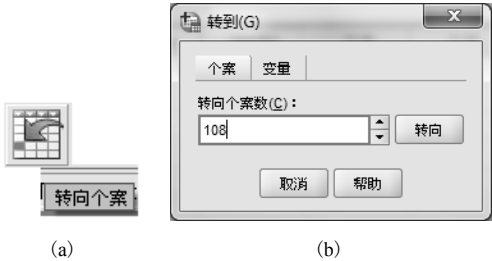 转到(G)
个案 变量
转向个案数(C)：
108 转向
取消 帮助
转向个案
(a) (b)